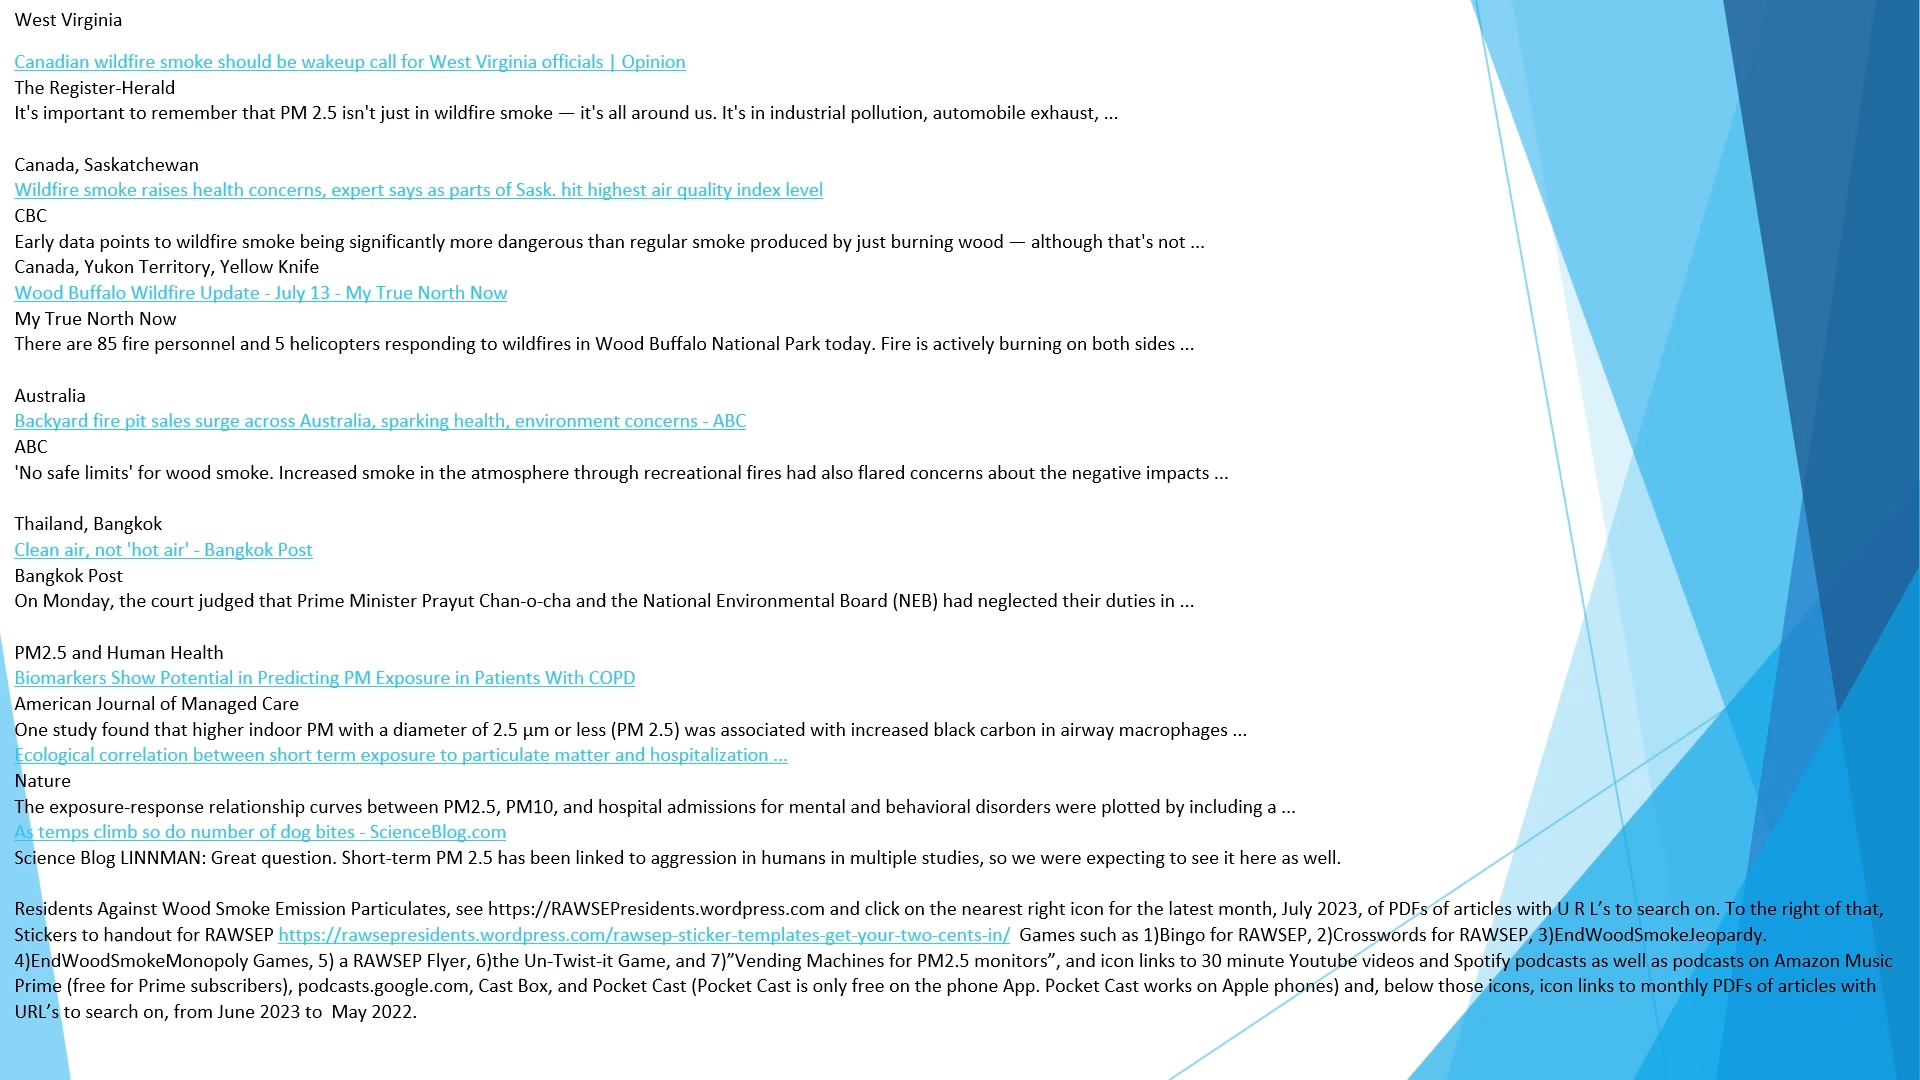 West Virginia
Canadian wildfire smoke should be wakeup call for West Virginia officials | Opinion
The Register-Herald
It's important to remember that PM 2.5 isn't just in wildfire smoke — it's all around us. It's in industrial pollution, automobile exhaust, ...
Canada, Saskatchewan
Wildfire smoke raises health concerns, expert says as parts of Sask. hit highest air quality index level
CBC
Early data points to wildfire smoke being significantly more dangerous than regular smoke produced by just burning wood — although that's not ...
Canada, Yukon Territory, Yellow Knife
Wood Buffalo Wildfire Update - July 13 - My True North Now
My True North Now
There are 85 fire personnel and 5 helicopters responding to wildfires in Wood Buffalo National Park today. Fire is actively burning on both sides ...
Australia
Backyard fire pit sales surge across Australia, sparking health, environment concerns - ABC
ABC
'No safe limits' for wood smoke. Increased smoke in the atmosphere through recreational fires had also flared concerns about the negative impacts ...
Thailand, Bangkok
Clean air, not 'hot air' - Bangkok Post
Bangkok Post
On Monday, the court judged that Prime Minister Prayut Chan-o-cha and the National Environmental Board (NEB) had neglected their duties in ...
PM2.5 and Human Health
Biomarkers Show Potential in Predicting PM Exposure in Patients With COPD
American Journal of Managed Care
One study found that higher indoor PM with a diameter of 2.5 μm or less (PM 2.5) was associated with increased black carbon in airway macrophages ...
Ecological correlation between short term exposure to particulate matter and hospitalization ...
Nature
The exposure-response relationship curves between PM2.5, PM10, and hospital admissions for mental and behavioral disorders were plotted by including a ...
As temps climb so do number of dog bites - ScienceBlog.com
Science Blog LINNMAN: Great question. Short-term PM 2.5 has been linked to aggression in humans in multiple studies, so we were expecting to see it here as well.
Residents Against Wood Smoke Emission Particulates, see https://RAWSEPresidents.wordpress.com and click on the nearest right icon for the latest month, July 2023, of PDFs of articles with U R L’s to search on. To the right of that,
Stickers to handout for RAWSEP https://rawsepresidents.wordpress.com/rawsep-sticker-templates-get-your-two-cents-in/ Games such as 1)Bingo for RAWSEP, 2)Crosswords for RAWSEP, 3)EndWoodSmokeJeopardy.
4)EndWoodSmokeMonopoly Games, 5) a RAWSEP Flyer, 6)the Un-Twist-it Game, and 7)”Vending Machines for PM2.5 monitors”, and icon links to 30 minute Youtube videos and Spotify podcasts as well as podcasts on Amazon Music
Prime (free for Prime subscribers), podcasts.google.com, Cast Box, and Pocket Cast (Pocket Cast is only free on the phone App. Pocket Cast works on Apple phones) and, below those icons, icon links to monthly PDFs of articles with
URL’s to search on, from June 2023 to May 2022.